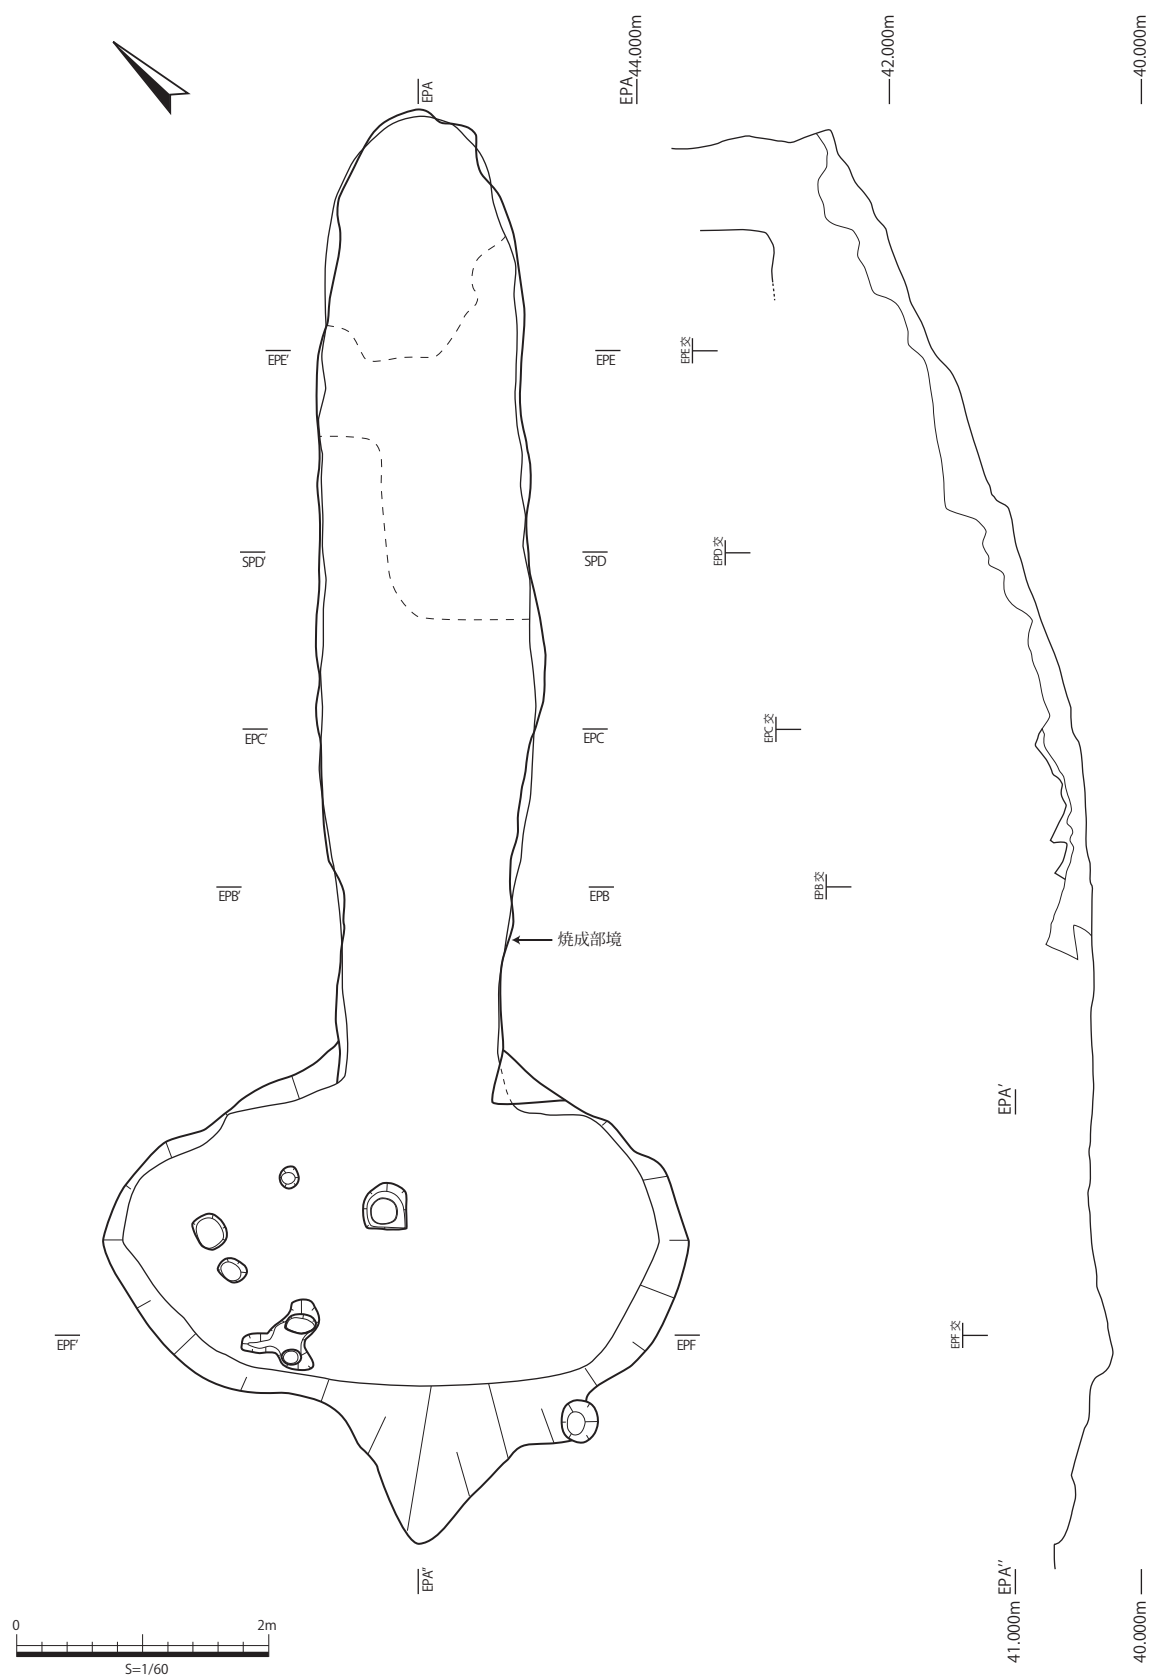 EPA
EPA 44.000m
42.000m
40.000m
EPE'
EPE
EPE交
SPD'
SPD
EPD交
EPC'
EPC
EPC交
EPB'
EPB
EPB交
焼成部境
EPA'
EPF'
EPF
EPF交
EPA''
EPA''
41.000m
40.000m
0
2m
S=1/60